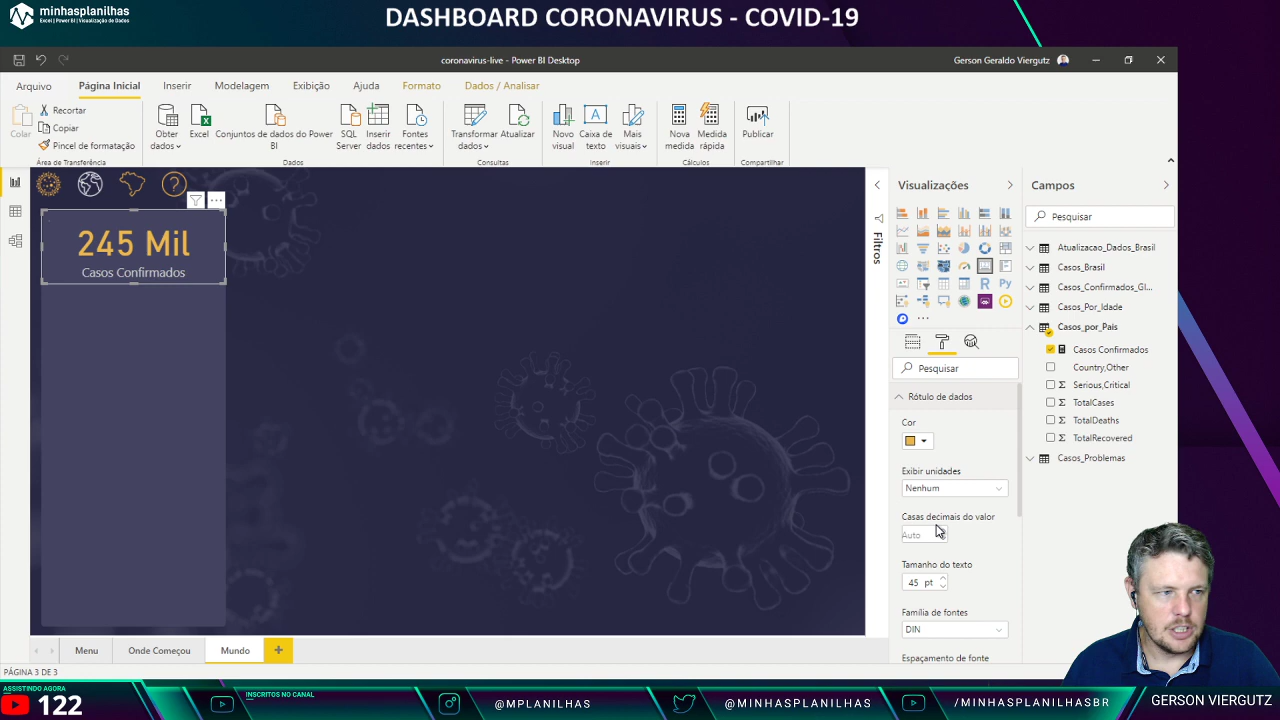 minhasplanilhas
Excel | Power BI | Visualização de Dados
DASHBOARD CORONAVIRUS - COVID-19
coronavirus-live - Power BI Desktop
Gerson Geraldo Viergutz
Arquivo
Página Inicial
Inserir
Modelagem
Exibição
Ajuda
Formato
Dados / Analisar
Colar
Recortar
Copiar
Pincel de formatação
Área de Transferência
Obter dados
Excel
Conjuntos de dados do Power BI
SQL Server
Inserir dados
Fontes recentes
Dados
Transformar dados
Atualizar
Consultas
Novo visual
Caixa de texto
Mais visuais
Inserir
Nova medida
Medida rápida
Cálculos
Publicar
Compartilhar
245 Mil
Casos Confirmados
Filtros
Visualizações
R
Py
Pesquisar
Rótulo de dados
Cor
Exibir unidades
Nenhum
Casas decimais do valor
Auto
Tamanho do texto
45 pt
Família de fontes
DIN
Espaçamento de fonte
Campos
Pesquisar
Atualizacao_Dados_Brasil
Casos_Brasil
Casos_Confirmados_Gl...
Casos_Por_Idade
Casos_por_Pais
Casos Confirmados
Country,Other
Serious,Critical
TotalCases
TotalDeaths
TotalRecovered
Casos_Problemas
Menu
Onde Começou
Mundo
PÁGINA 3 DE 3
ASSISTINDO AGORA
122
INSCRITOS NO CANAL
@MPLANILHAS
@MINHASPLANILHAS
/MINHASPLANILHASBR
GERSON VIERGUTZ